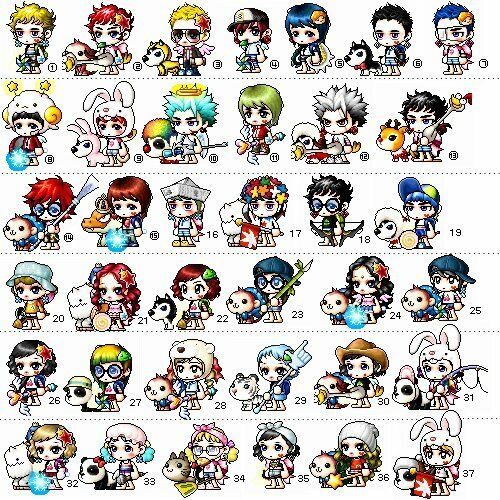 ① ② ③ ④ ⑤ ⑥ ⑦
⑧ ⑨ ⑩ ⑪ ⑫ ⑬
⑭ ⑮ 16 17 18 19
20 21 22 23 24 25
26 27 28 29 30 31
32 33 34 35 36 37